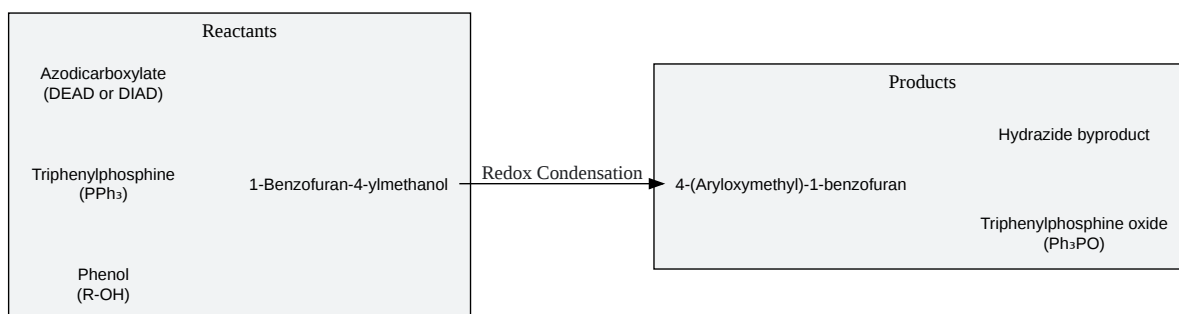 Reactants
Azodicarboxylate
(DEAD or DIAD)
Triphenylphosphine
(PPh₃)
1-Benzofuran-4-ylmethanol
Phenol
(R-OH)
Redox Condensation
Products
Hydrazide byproduct
4-(Aryloxymethyl)-1-benzofuran
Triphenylphosphine oxide
(Ph₃PO)